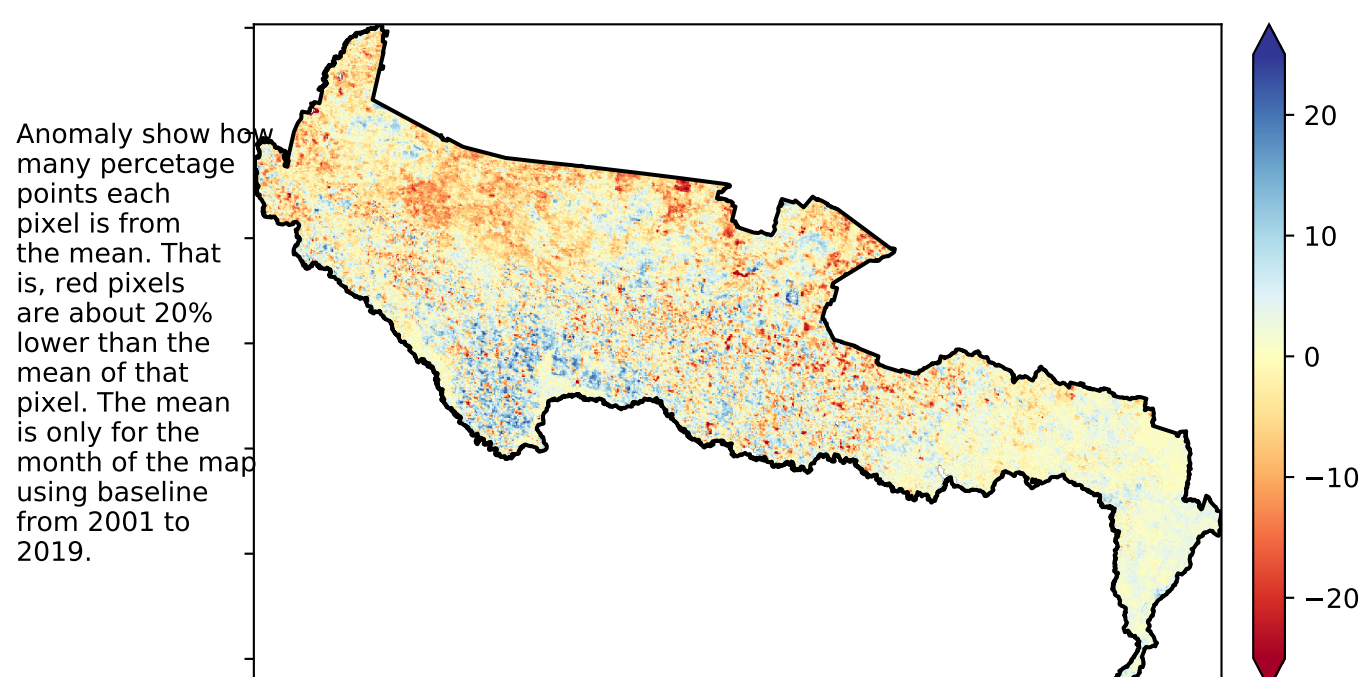 Anomaly show how
many percetage
points each
pixel is from
the mean. That
is, red pixels
are about 20%
lower than the
mean of that
pixel. The mean
is only for the
month of the map
using baseline
from 2001 to
2019.
20
10
0
−10
−20